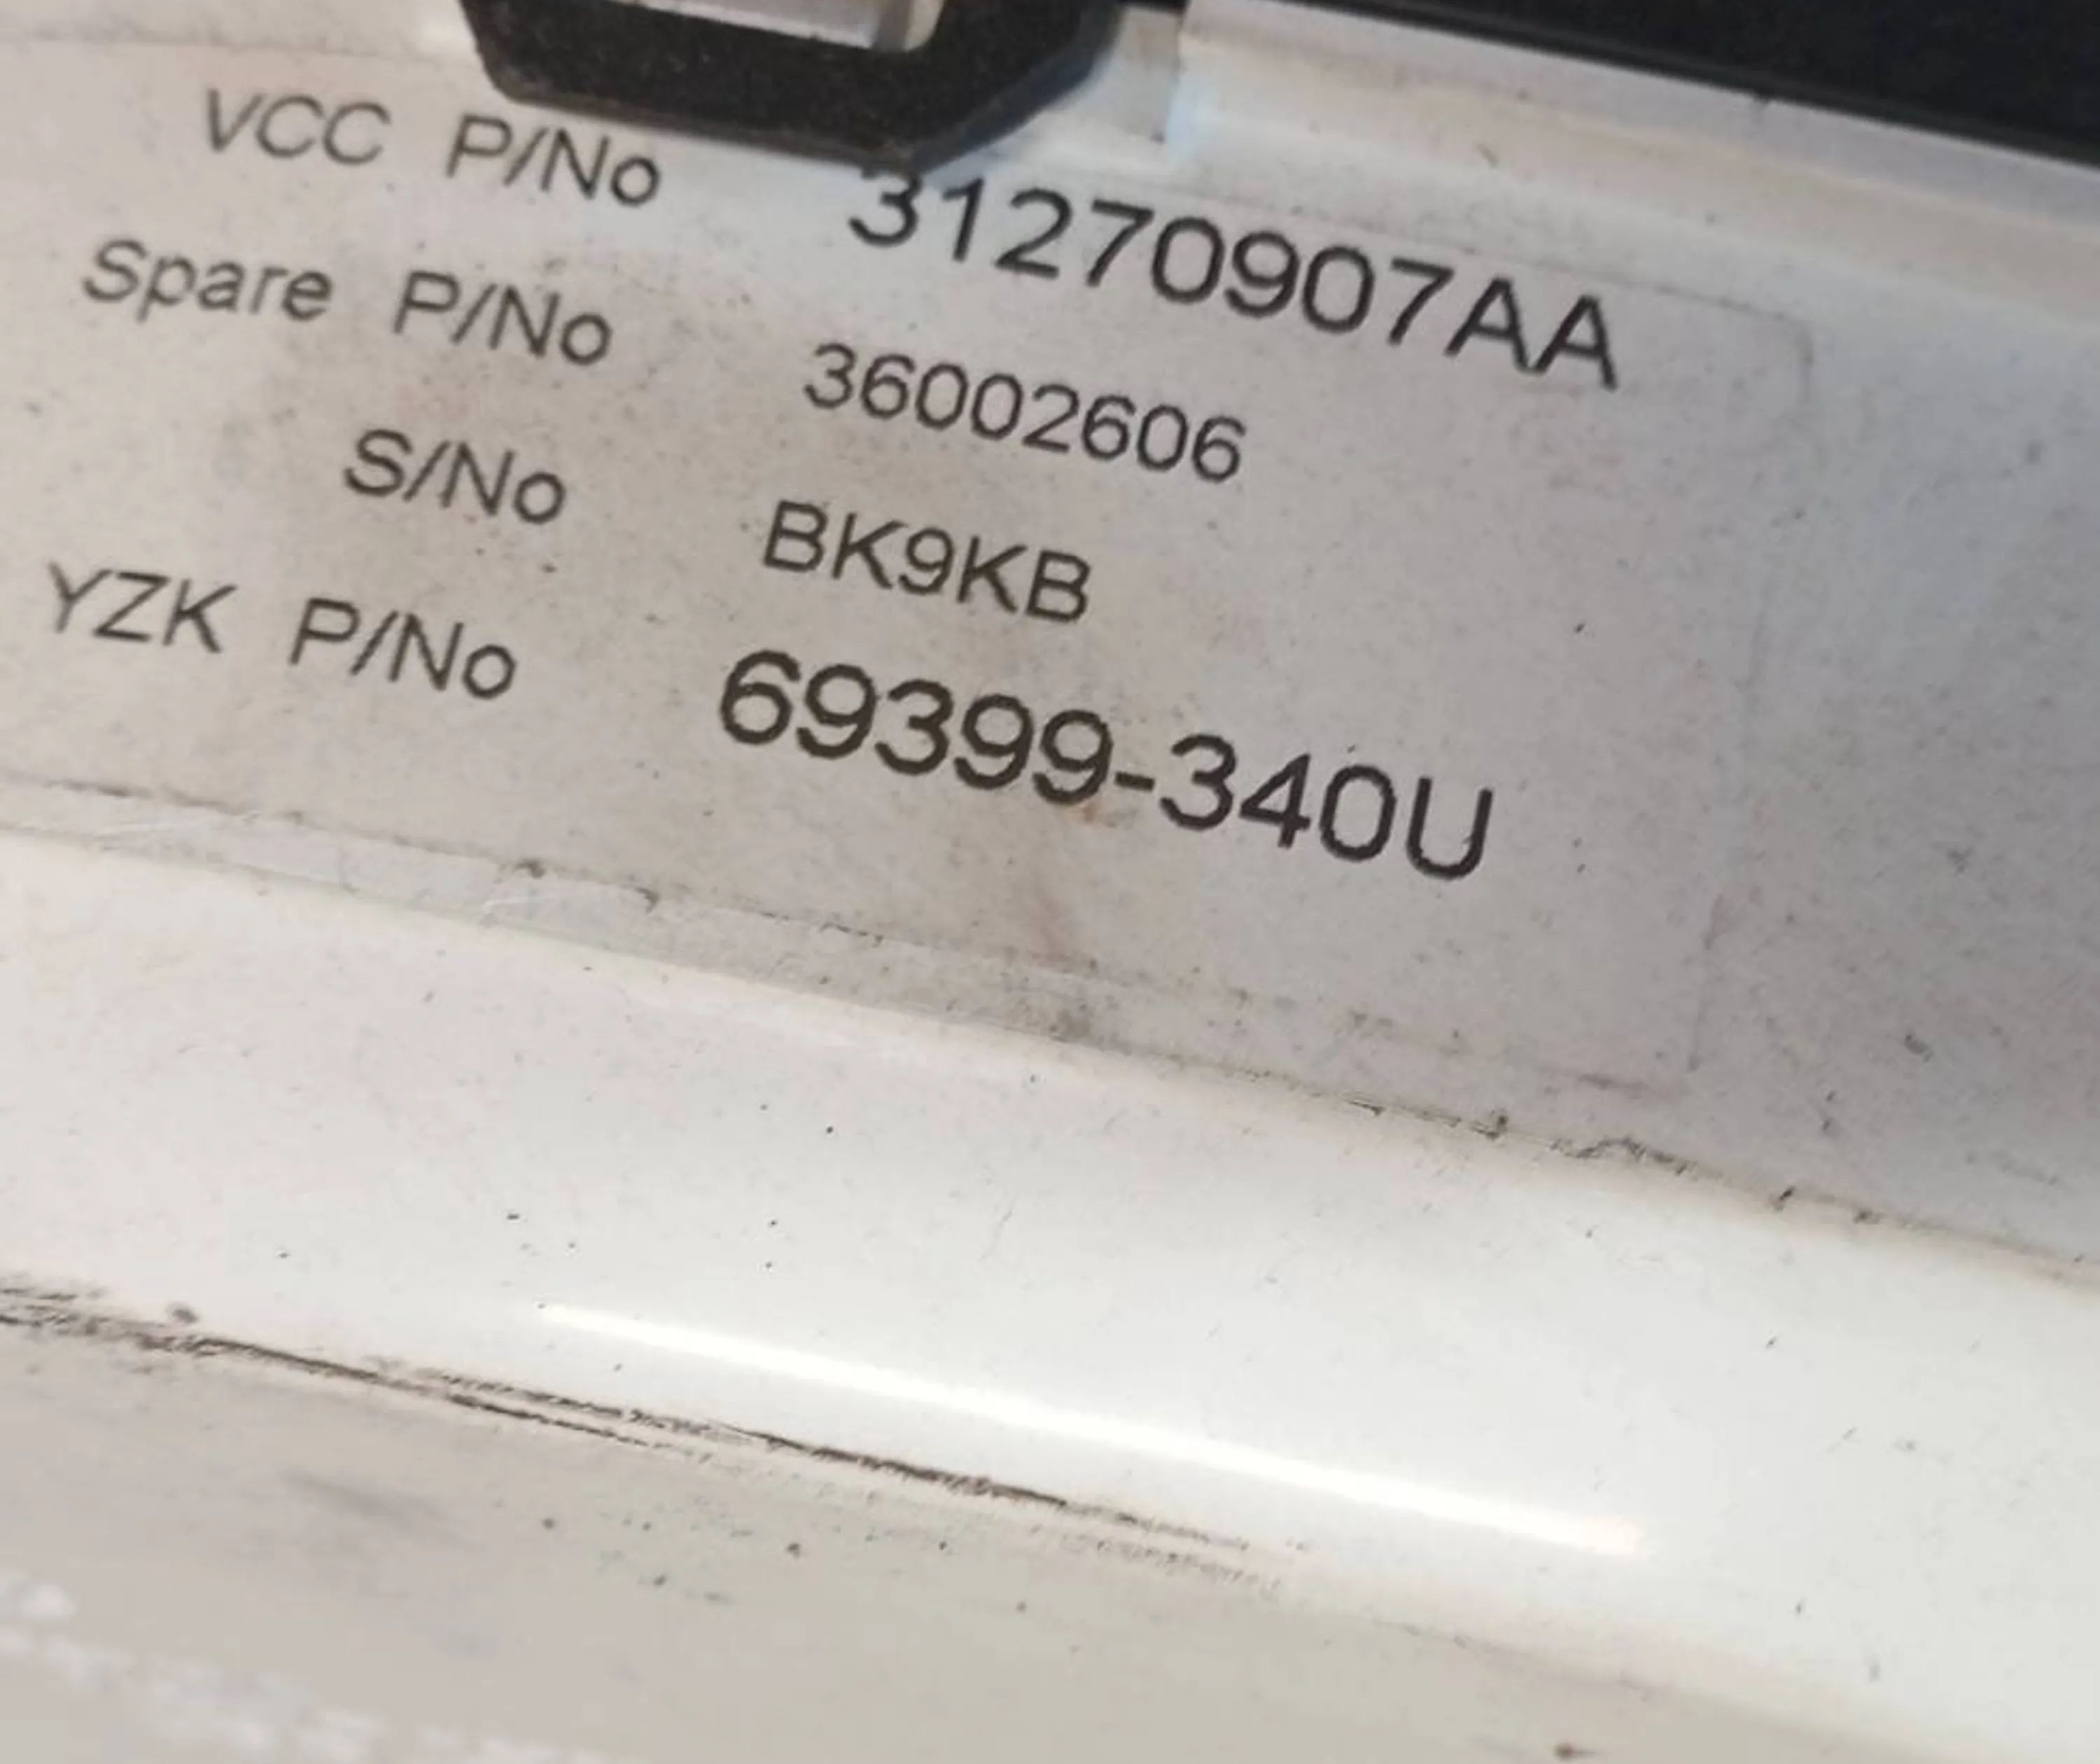 VCC P/No 31270907AA
Spare P/No 36002606
S/No BK9KB
YZK P/No 69399-340U